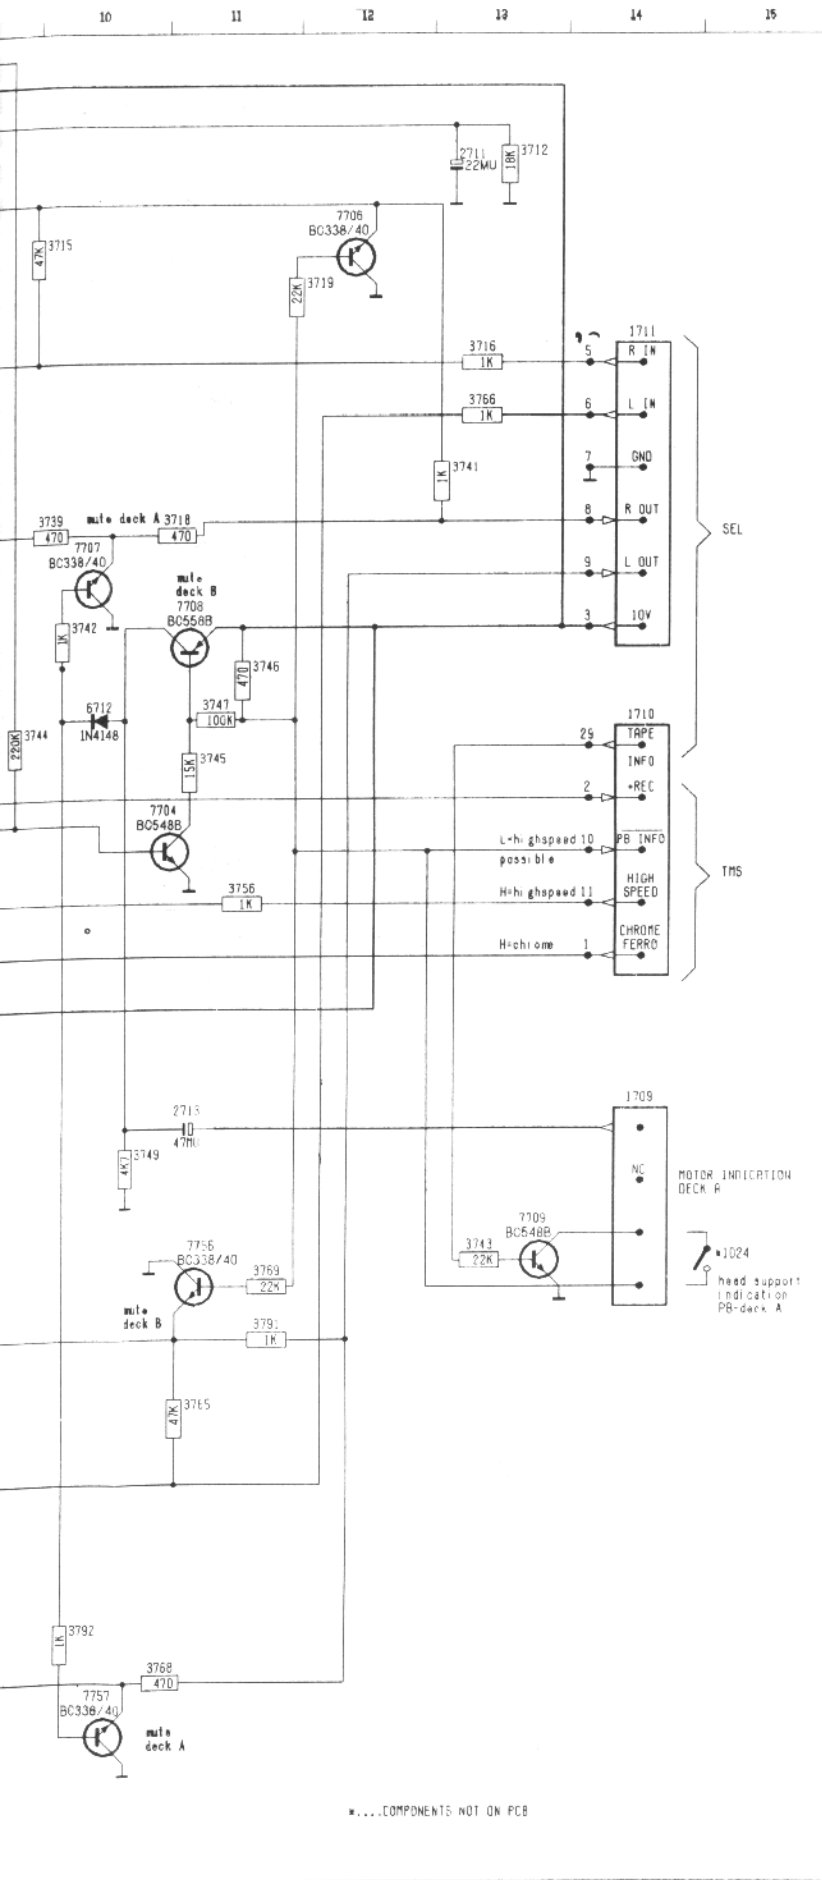 10 11 12 13 14 15
2711
22MU
18K 3712
7706
BC338/40
47K 3715
22K 3719
1711
3716
1K
5 R IN
3766
1K
6 L IN
1K 3741
7 GND
mute deck A 3718
3739
470
470
8 R OUT
SEL
7707
BC338/40
9 L OUT
mute
deck B
7708
BC558B
1K 3742
3 10V
470 3746
6712
1N4148
3747
100K
1710
220K 3744
29 TAPE
INFO
15K 3745
2 +REC
7704
BC548B
L=highspeed 10 PB INFO
possible
HIGH
SPEED
H=highspeed 11
TMS
3756
1K
CHROME
FERRO
H=chrome 1
1709
2713
47MU
4K7 3749
NC
MOTOR INDICATION
DECK A
7709
BC548B
3743
22K
*1024
head support
indication
PB-deck A
7756
BC338/40
3769
22K
mute
deck B
3791
1K
47K 3765
1K 3792
3768
470
7757
BC338/40
mute
deck A
*....COMPONENTS NOT ON PCB